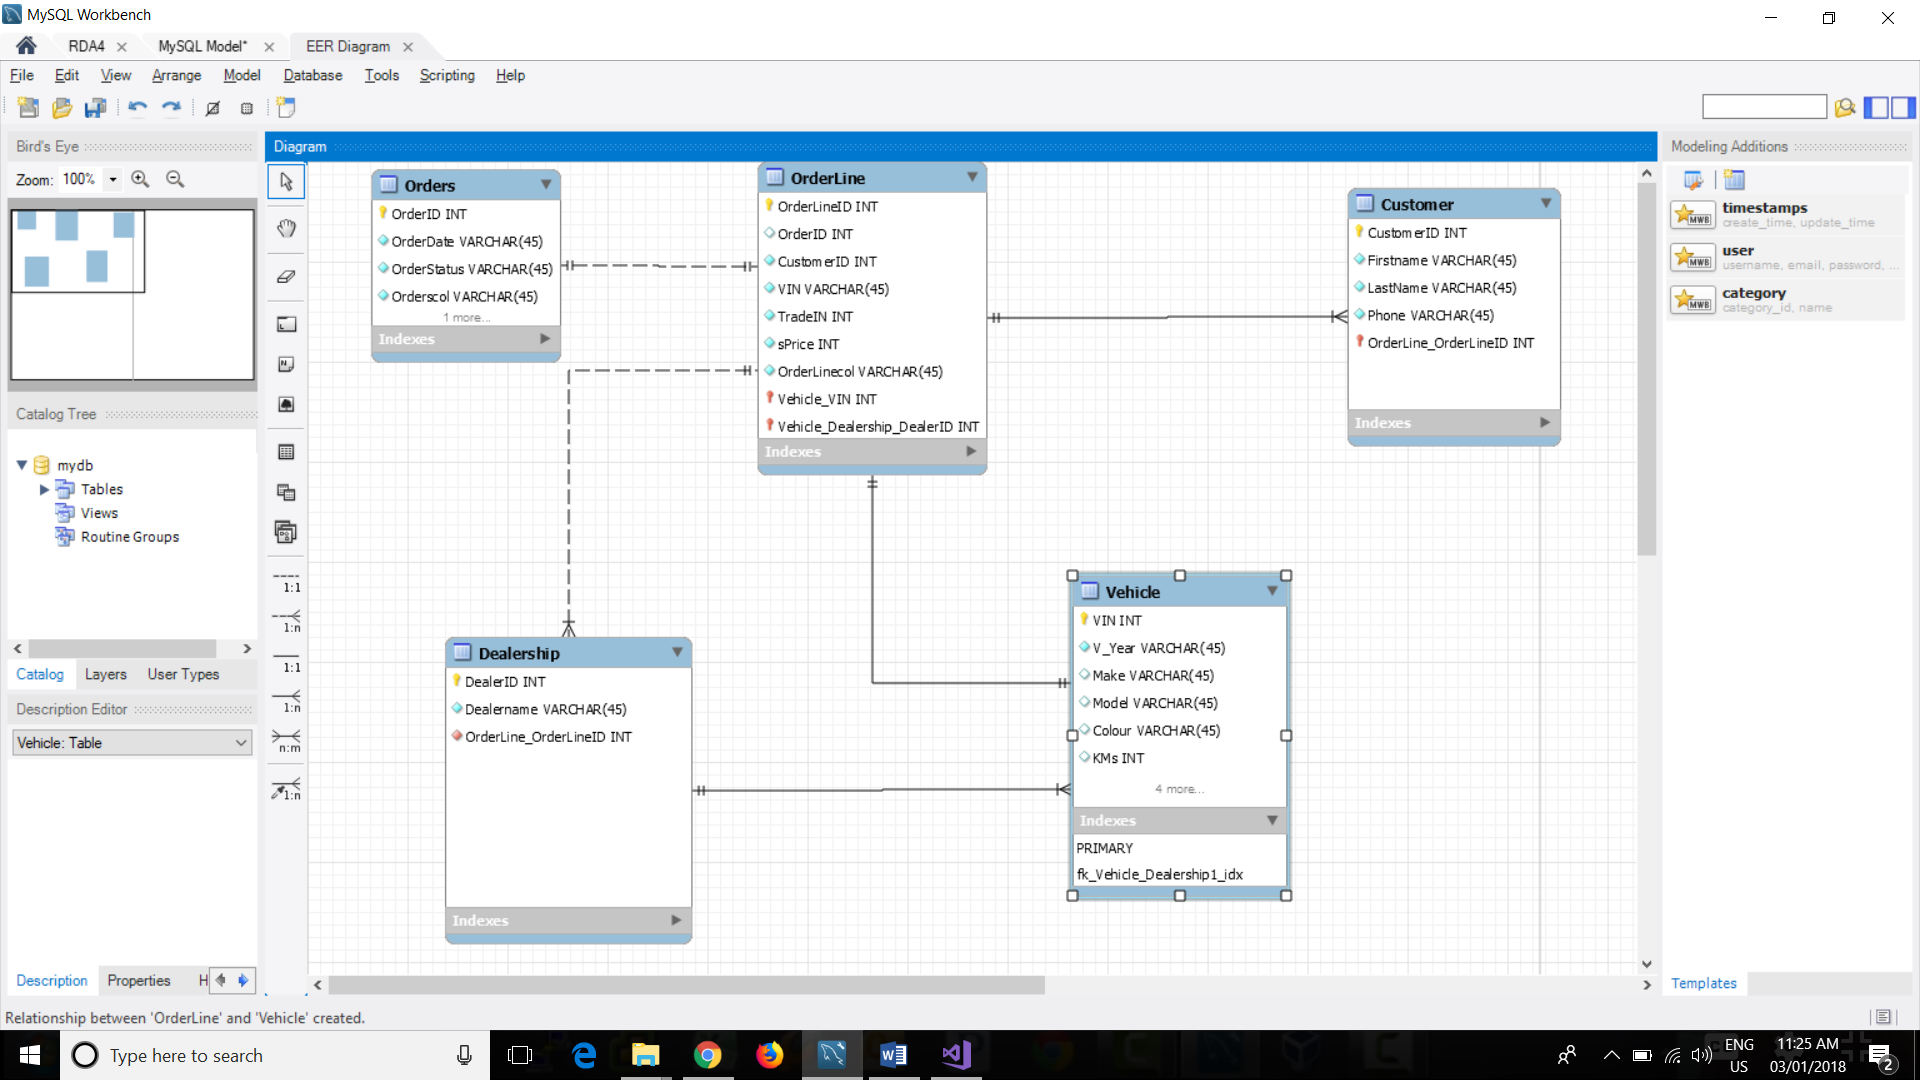 MySQL Workbench
RDA4
MySQL Model*
EER Diagram
File Edit View Arrange Model Database Tools Scripting Help
Bird's Eye
Zoom: 100%
Diagram
Modeling Additions
timestamps
create_time, update_time
user
username, email, password, ...
category
category_id, name
Orders
OrderID INT
OrderDate VARCHAR(45)
OrderStatus VARCHAR(45)
Orderscol VARCHAR(45)
1 more...
Indexes
OrderLine
OrderLineID INT
OrderID INT
CustomerID INT
VIN VARCHAR(45)
TradeIN INT
sPrice INT
OrderLinecol VARCHAR(45)
Vehicle_VIN INT
Vehicle_Dealership_DealerID INT
Indexes
Customer
CustomerID INT
Firstname VARCHAR(45)
LastName VARCHAR(45)
Phone VARCHAR(45)
OrderLine_OrderLineID INT
Indexes
Catalog Tree
mydb
Tables
Views
Routine Groups
1:1
1:n
1:1
1:n
n:m
1:n
Catalog Layers User Types
Description Editor
Vehicle: Table
Dealership
DealerID INT
Dealername VARCHAR(45)
OrderLine_OrderLineID INT
Indexes
Vehicle
VIN INT
V_Year VARCHAR(45)
Make VARCHAR(45)
Model VARCHAR(45)
Colour VARCHAR(45)
KMs INT
4 more...
Indexes
PRIMARY
fk_Vehicle_Dealership1_idx
Description Properties H
Templates
Relationship between 'OrderLine' and 'Vehicle' created.
Type here to search
ENG
US
11:25 AM
03/01/2018
2